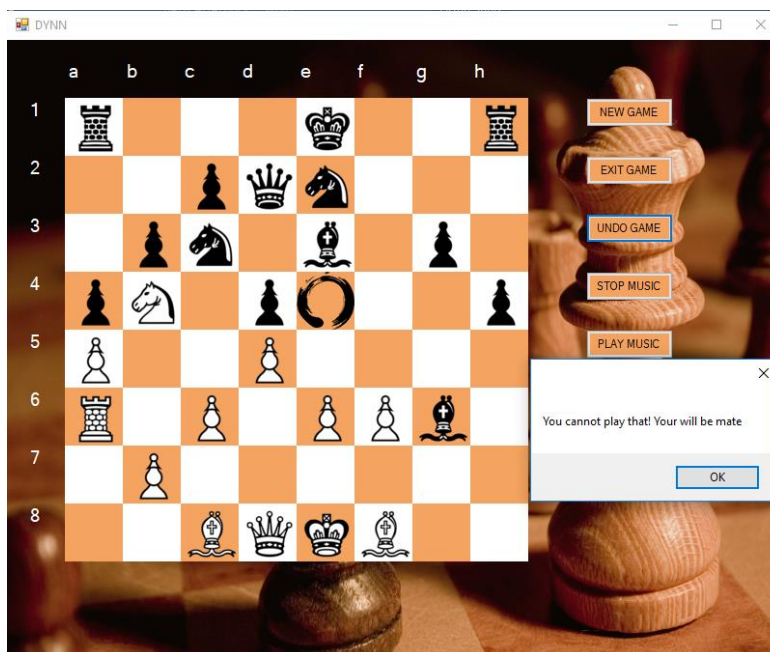 DYNN
a b c d e f g h
1
NEW GAME
2
EXIT GAME
3
UNDO GAME
4
STOP MUSIC
5
PLAY MUSIC
6
You cannot play that! Your will be mate
7
OK
8